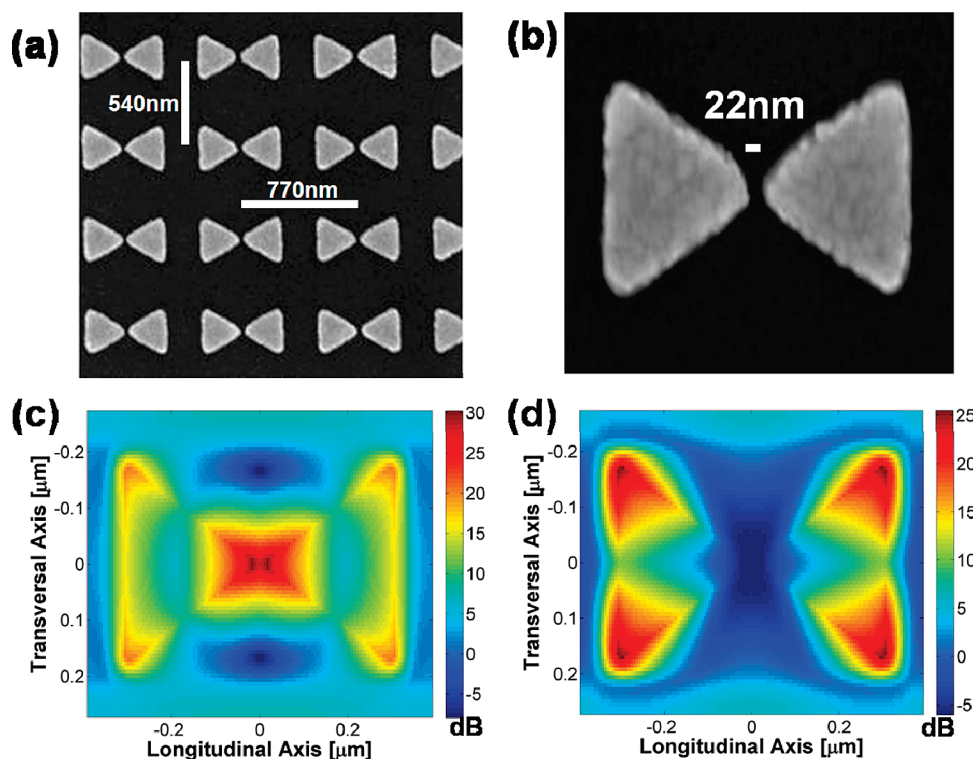 (a)
540nm
770nm
(b)
22nm
(c)
Transversal Axis [μm]
-0.2
-0.1
0
0.1
0.2
-0.2
0
0.2
Longitudinal Axis [μm]
30
25
20
15
10
5
0
-5
dB
(d)
Transversal Axis [μm]
-0.2
-0.1
0
0.1
0.2
-0.2
0
0.2
Longitudinal Axis [μm]
25
20
15
10
5
0
-5
dB